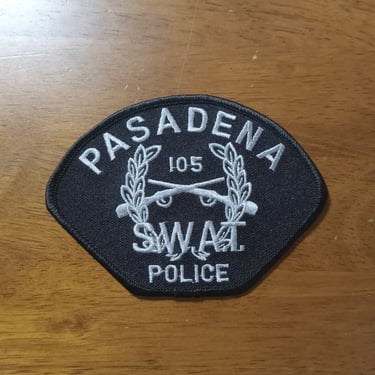 PASADENA
105
S.W.A.T.
POLICE